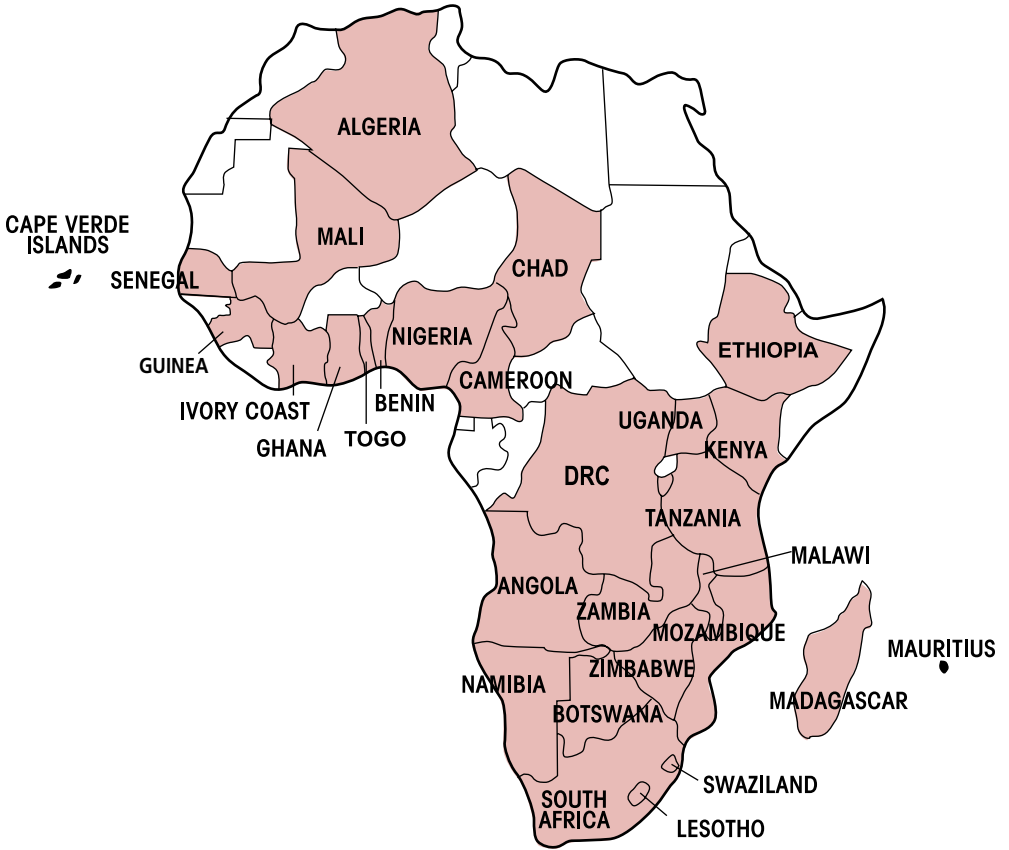 ALGERIA
CAPE VERDE
ISLANDS
MALI
SENEGAL
CHAD
NIGERIA
ETHIOPIA
GUINEA
CAMEROON
IVORY COAST
BENIN
GHANA
TOGO
UGANDA
KENYA
DRC
TANZANIA
MALAWI
ANGOLA
ZAMBIA
MOZAMBIQUE
MAURITIUS
ZIMBABWE
NAMIBIA
MADAGASCAR
BOTSWANA
SWAZILAND
SOUTH
AFRICA
LESOTHO